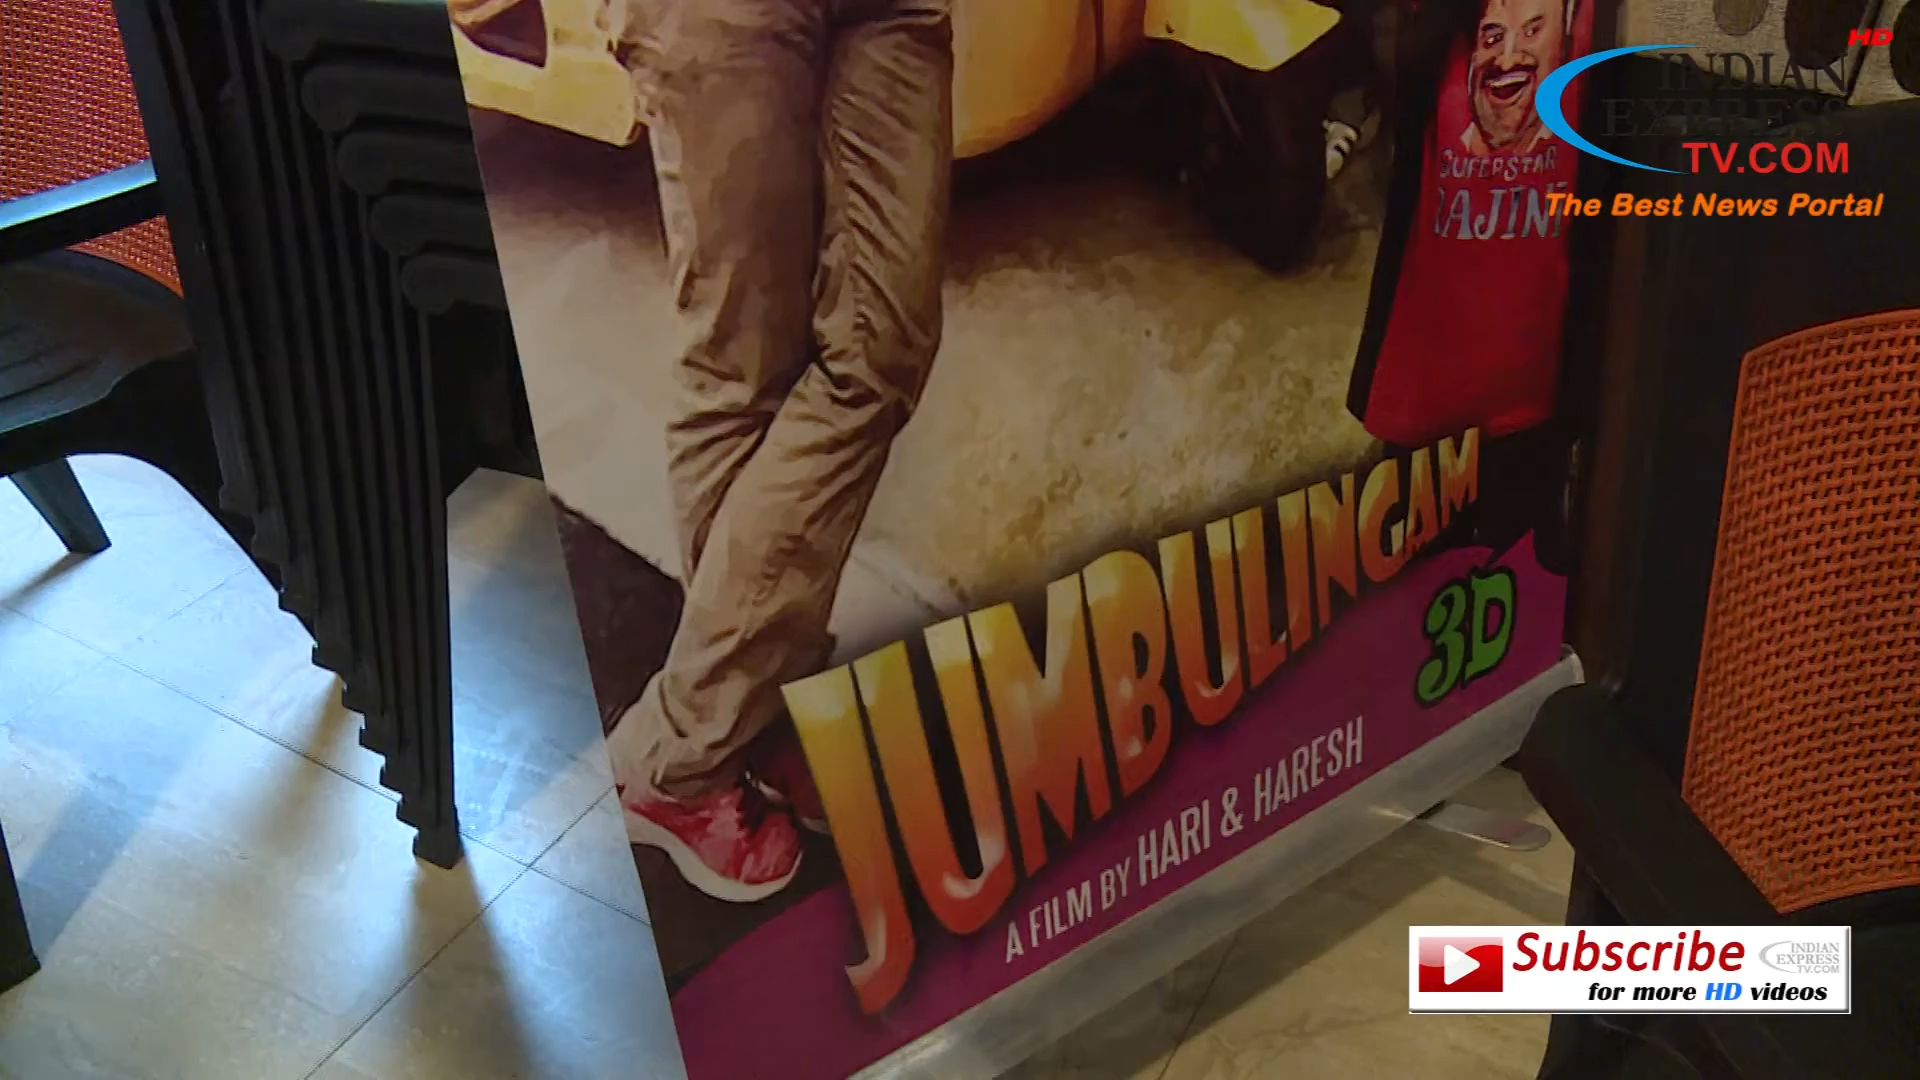 HD
INDIAN
EXPRESS
TV.COM
The Best News Portal
SUPERSTAR
RAJINI
JUMBULINGAM
3D
A FILM BY HARI & HARESH
Subscribe
INDIAN
EXPRESS
TV.COM
for more HD videos